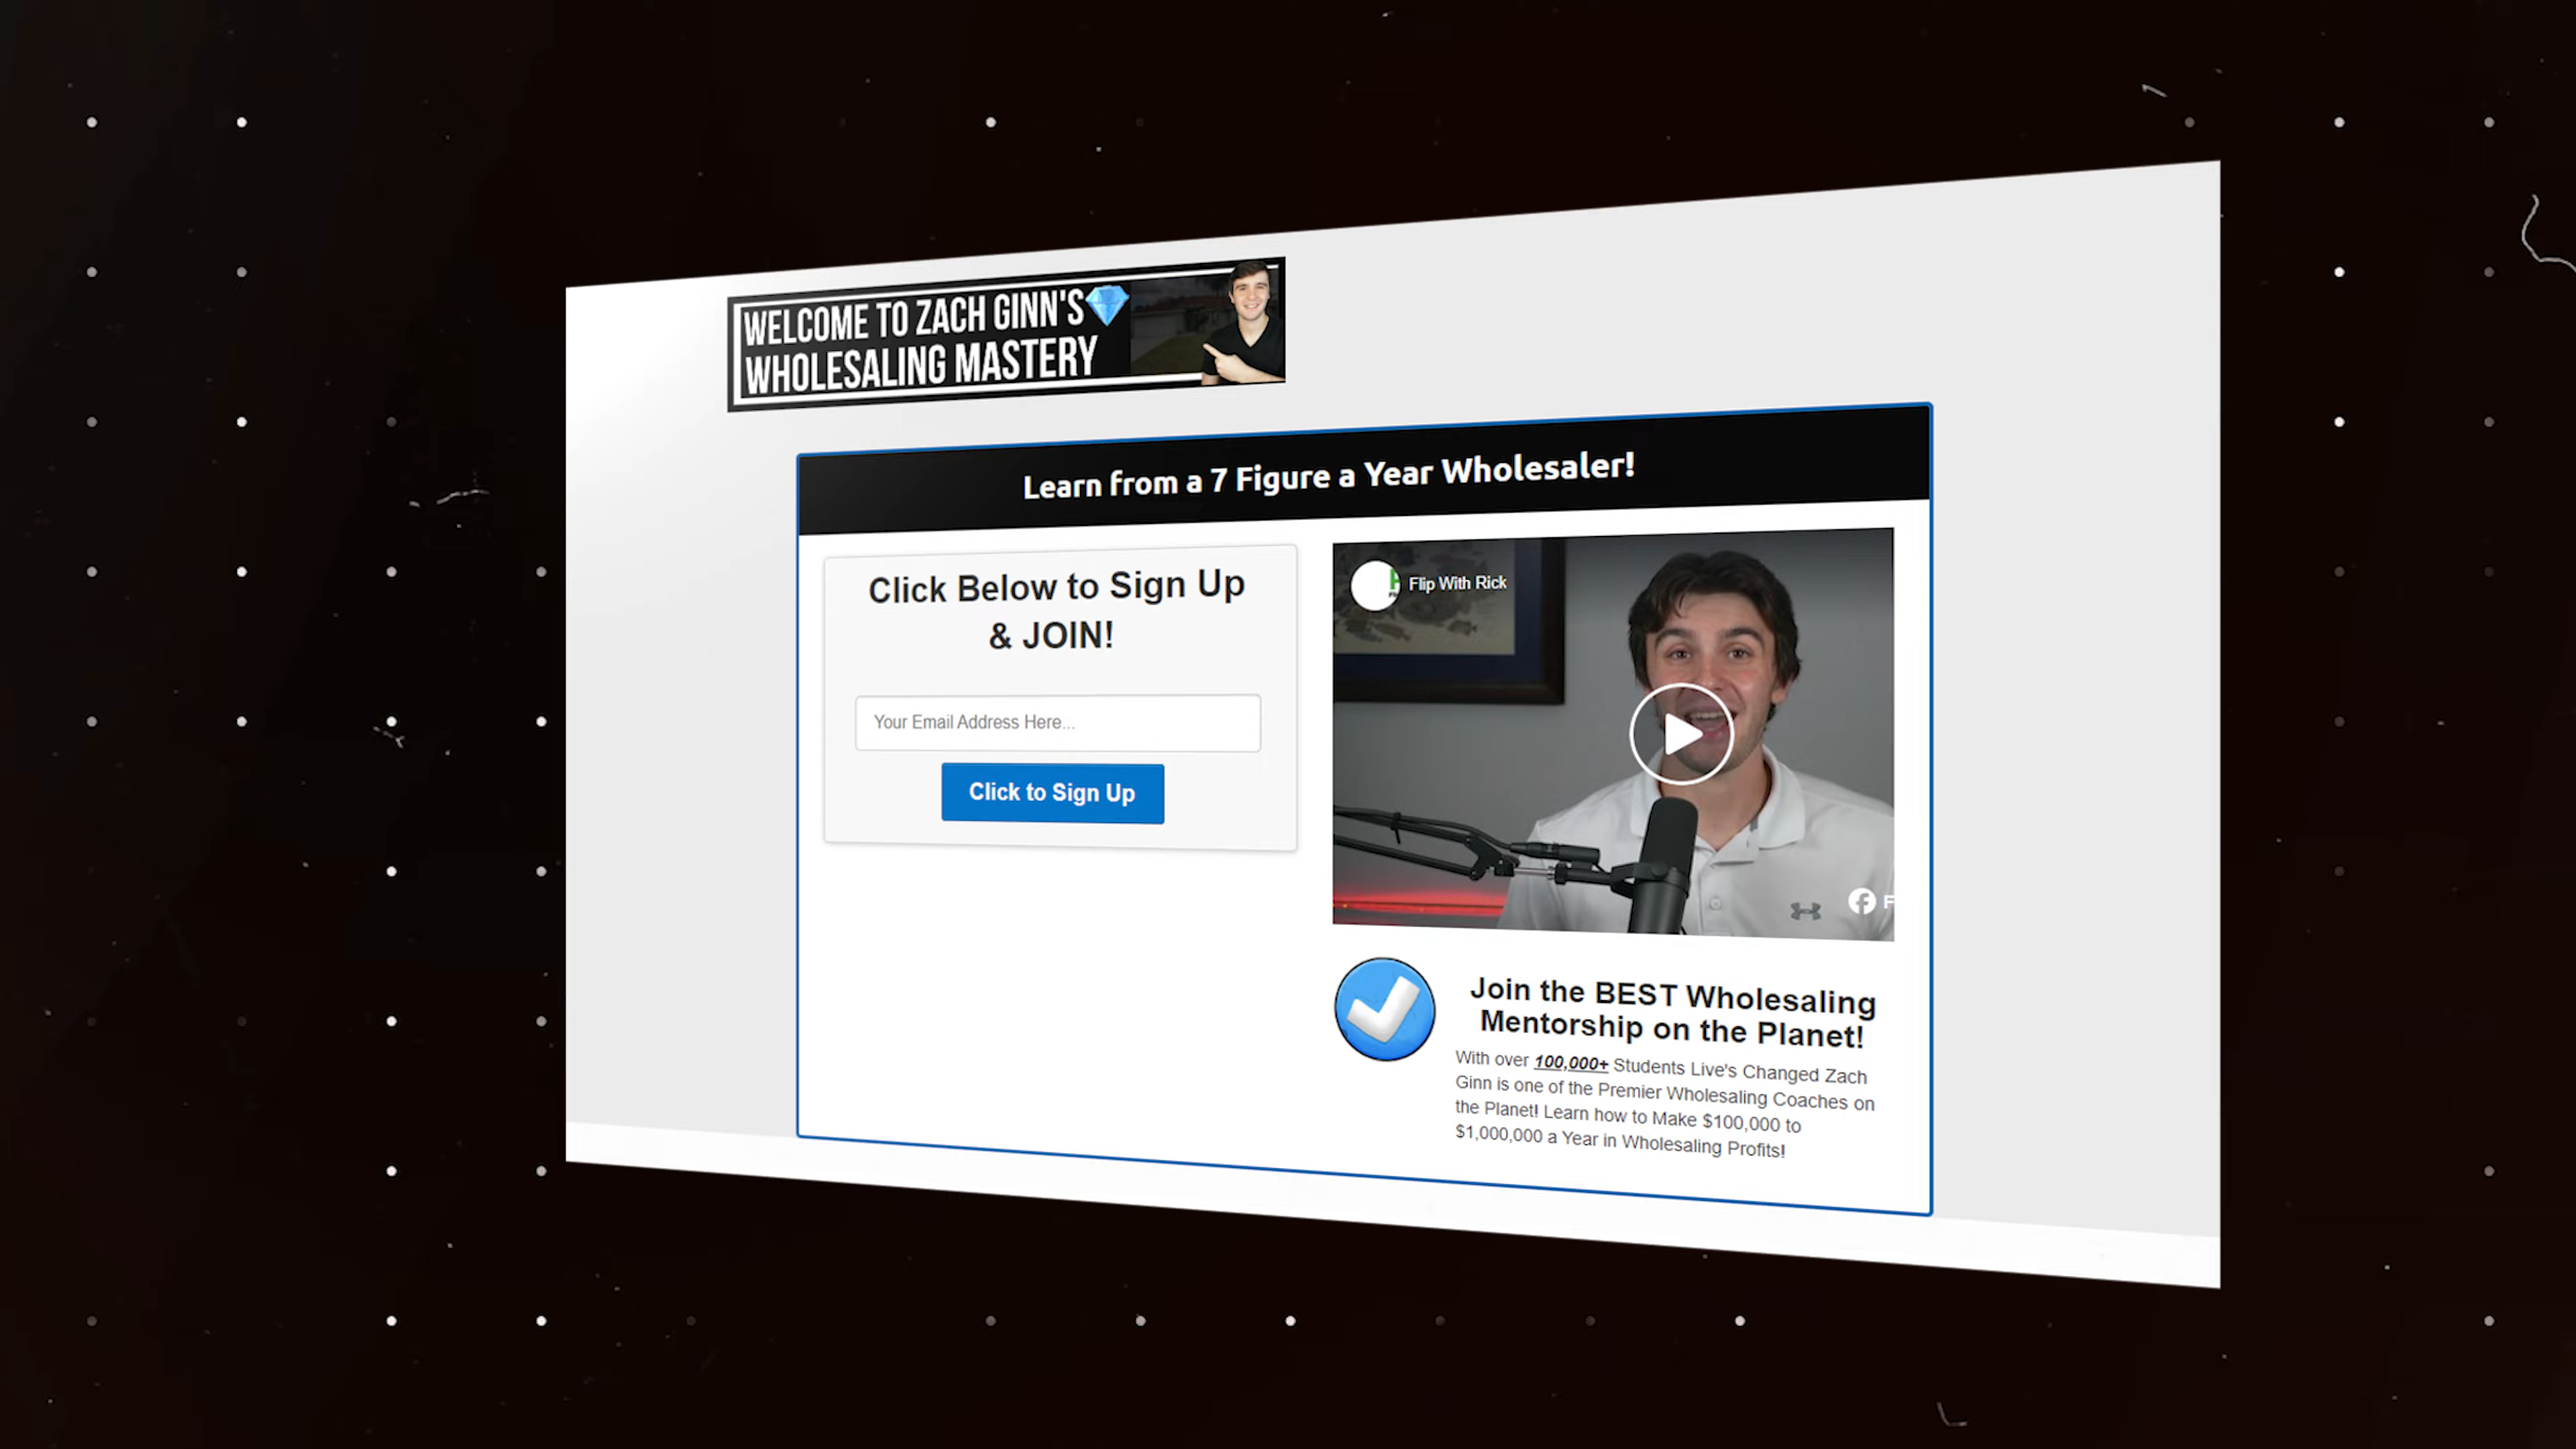 WELCOME TO ZACH GINN'S
WHOLESALING MASTERY
Learn from a 7 Figure a Year Wholesaler!
Click Below to Sign Up
& JOIN!
Your Email Address Here...
Click to Sign Up
Flip With Rick
Join the BEST Wholesaling
Mentorship on the Planet!
With over 100,000+ Students Live's Changed Zach
Ginn is one of the Premier Wholesaling Coaches on
the Planet! Learn how to Make $100,000 to
$1,000,000 a Year in Wholesaling Profits!